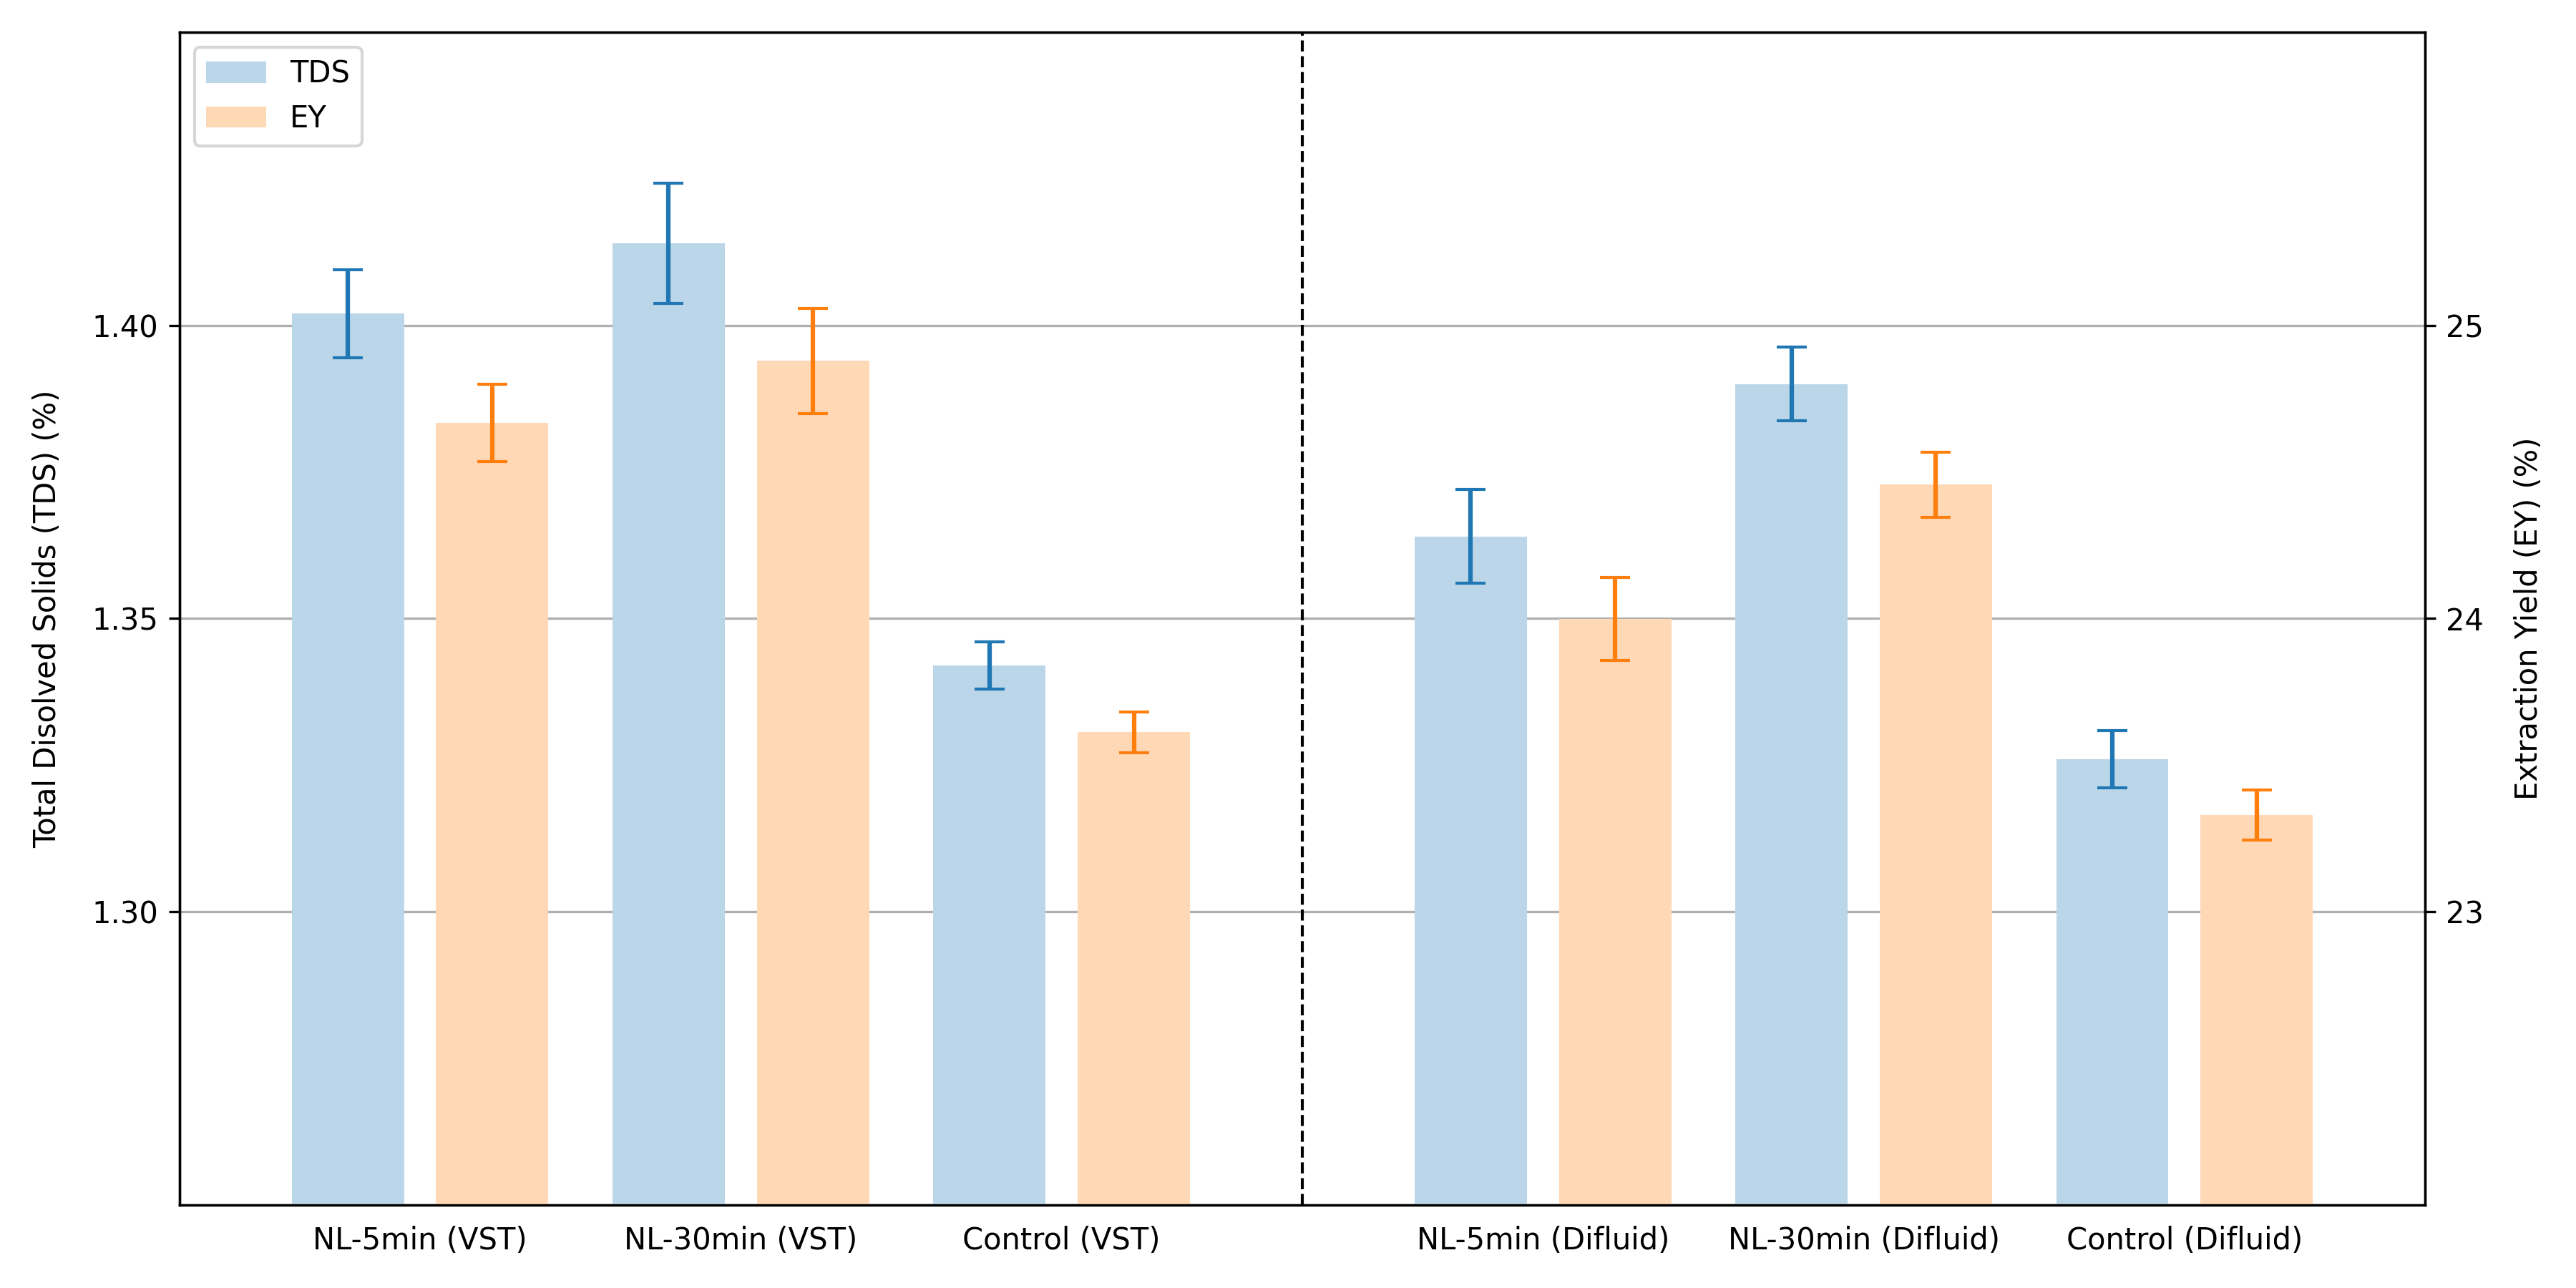 TDS
EY
Total Disolved Solids (TDS) (%)
1.40
1.35
1.30
25
24
23
Extraction Yield (EY) (%)
NL-5min (VST)
NL-30min (VST)
Control (VST)
NL-5min (Difluid)
NL-30min (Difluid)
Control (Difluid)